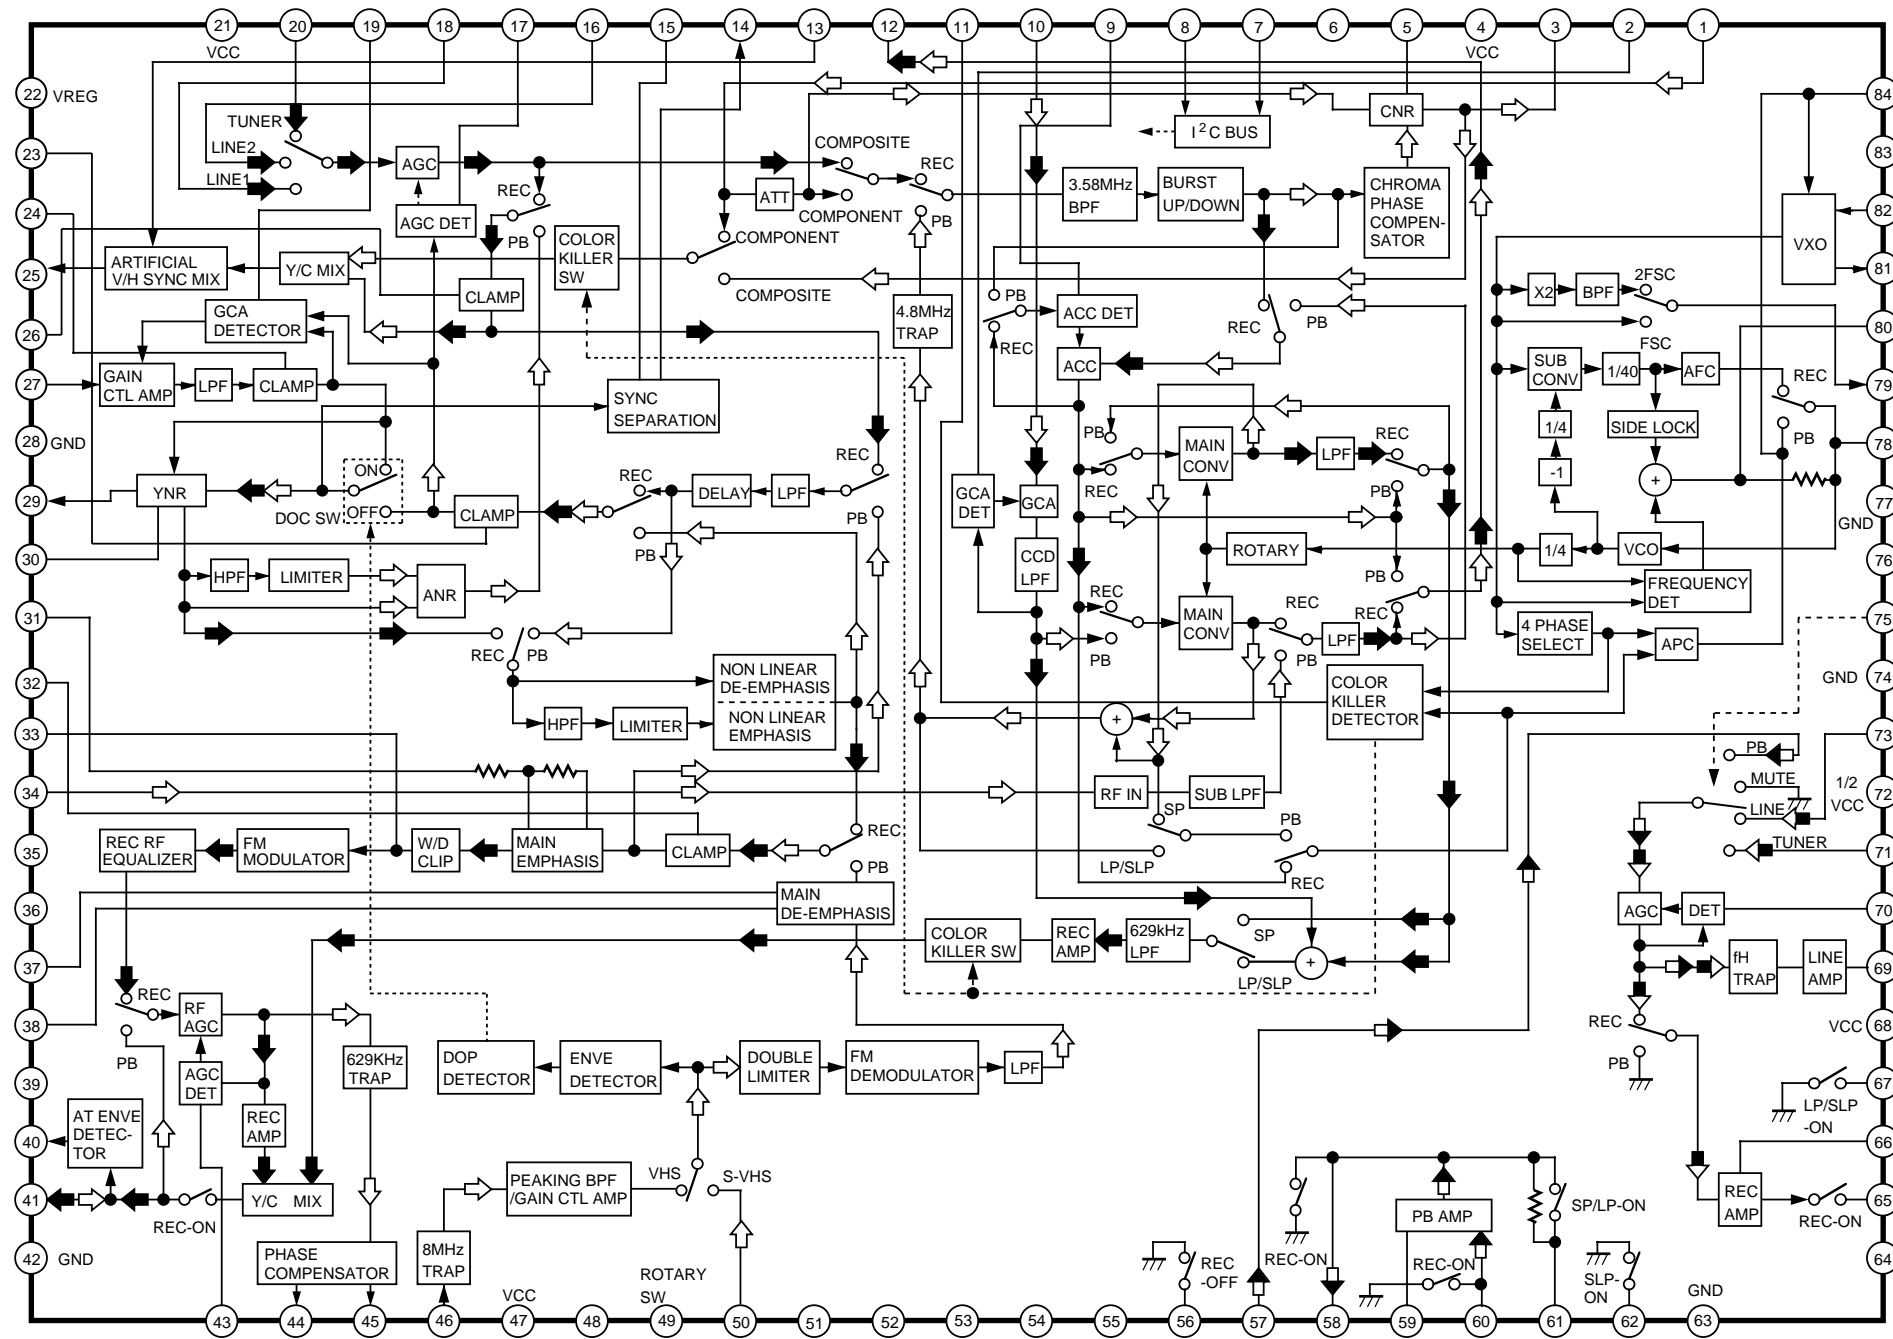 21 20 19 18 17 16 15 14 13 12 11 10 9 8 7 6 5 4 3 2 1
VCC
VCC
22
VREG
84
TUNER
I²C BUS
CNR
LINE2
AGC
COMPOSITE
REC
23
83
LINE1
REC
ATT
3.58MHz
BPF
BURST
UP/DOWN
CHROMA
PHASE
COMPEN-
SATOR
24
AGC DET
COMPONENT
PB
82
PB
COLOR
KILLER
SW
COMPONENT
VXO
25
ARTIFICIAL
V/H SYNC MIX
Y/C MIX
81
CLAMP
COMPOSITE
4.8MHz
TRAP
PB
ACC DET
REC
PB
X2
BPF
2FSC
26
GCA
DETECTOR
REC
FSC
80
ACC
27
GAIN
CTL AMP
LPF
CLAMP
SYNC
SEPARATION
SUB
CONV
1/40
AFC
REC
79
28
GND
PB
MAIN
CONV
LPF
REC
1/4
SIDE LOCK
PB
78
ON
REC
REC
-1
+
29
YNR
DOC SW
OFF
CLAMP
REC
DELAY
LPF
PB
GCA
DET
GCA
REC
PB
77
GND
PB
CCD
LPF
ROTARY
1/4
VCO
30
HPF
LIMITER
ANR
PB
FREQUENCY
DET
76
31
REC
PB
REC
PB
MAIN
CONV
REC
PB
LPF
REC
4 PHASE
SELECT
APC
75
32
NON LINEAR
DE-EMPHASIS
NON LINEAR
EMPHASIS
COLOR
KILLER
DETECTOR
GND
74
HPF
LIMITER
+
33
PB
73
MUTE
34
RF IN
SUB LPF
LINE
1/2
VCC
72
SP
PB
35
REC RF
EQUALIZER
FM
MODULATOR
W/D
CLIP
MAIN
EMPHASIS
CLAMP
REC
PB
LP/SLP
REC
TUNER
71
36
MAIN
DE-EMPHASIS
AGC
DET
70
37
COLOR
KILLER SW
REC
AMP
629kHz
LPF
SP
LP/SLP
+
fH
TRAP
LINE
AMP
69
38
REC
RF
AGC
REC
VCC
68
PB
629KHz
TRAP
DOP
DETECTOR
ENVE
DETECTOR
DOUBLE
LIMITER
FM
DEMODULATOR
LPF
PB
39
AGC
DET
67
LP/SLP
-ON
40
AT ENVE
DETEC-
TOR
REC
AMP
66
41
REC-ON
Y/C MIX
PEAKING BPF
/GAIN CTL AMP
VHS
S-VHS
PB AMP
SP/LP-ON
REC
AMP
REC-ON
65
42
GND
PHASE
COMPENSATOR
8MHz
TRAP
REC
-OFF
REC-ON
REC-ON
SLP-
ON
64
VCC
ROTARY
SW
GND
43 44 45 46 47 48 49 50 51 52 53 54 55 56 57 58 59 60 61 62 63